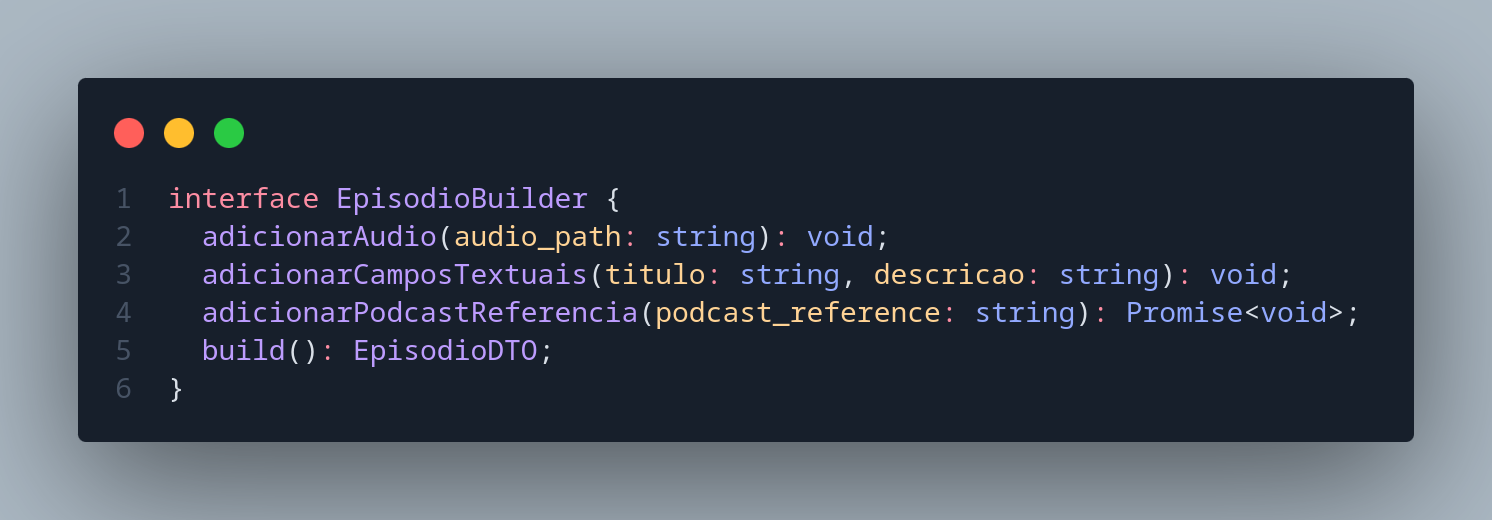 1 interface EpisodioBuilder {
2 adicionarAudio(audio_path: string): void;
3 adicionarCamposTextuais(titulo: string, descricao: string): void;
4 adicionarPodcastReferencia(podcast_reference: string): Promise<void>;
5 build(): EpisodioDTO;
6 }